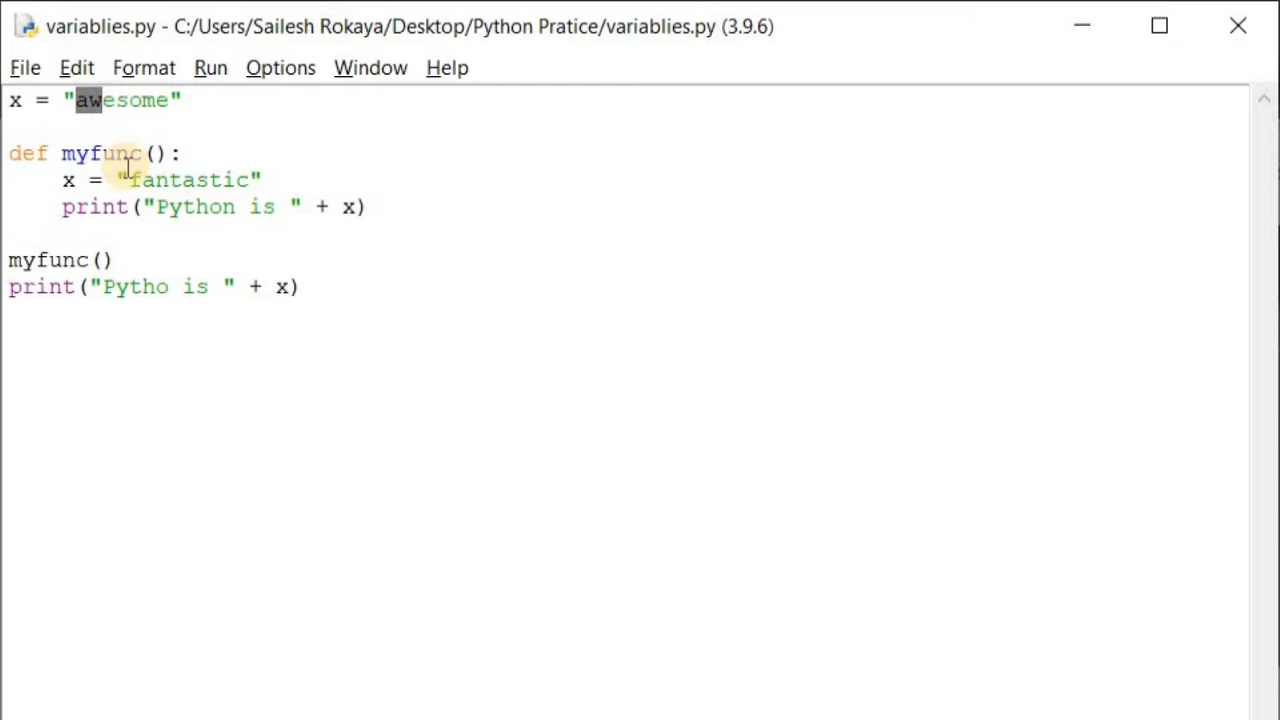 variablies.py - C:/Users/Sailesh Rokaya/Desktop/Python Pratice/variablies.py (3.9.6)
File Edit Format Run Options Window Help
x = "awesome"
def myfunc():
    x = "fantastic"
    print("Python is " + x)
myfunc()
print("Pytho is " + x)